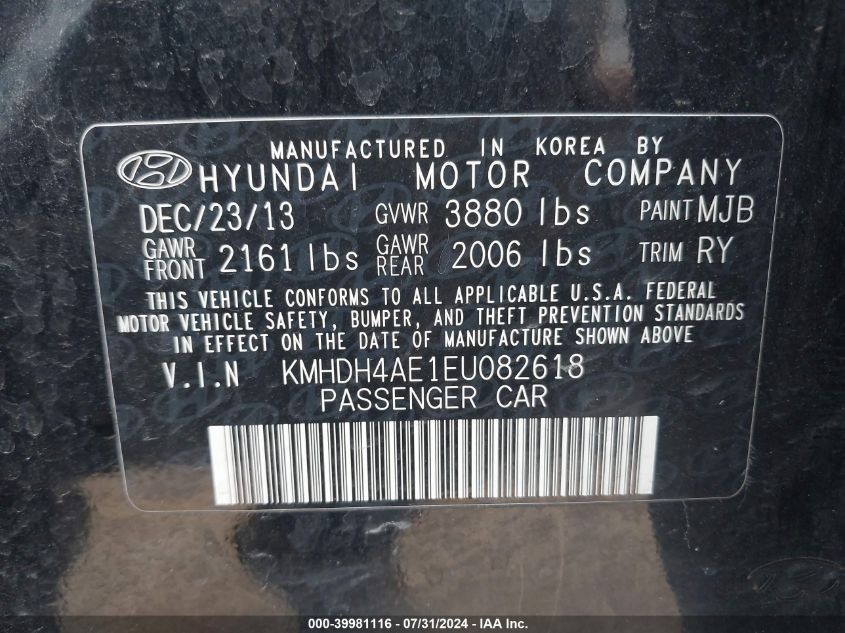 MANUFACTURED IN KOREA BY
HYUNDAI MOTOR COMPANY
DEC/23/13 GVWR 3880 lbs PAINT MJB
GAWR FRONT 2161 lbs GAWR REAR 2006 lbs TRIM RY
THIS VEHICLE CONFORMS TO ALL APPLICABLE U.S.A. FEDERAL
MOTOR VEHICLE SAFETY, BUMPER, AND THEFT PREVENTION STANDARDS
IN EFFECT ON THE DATE OF MANUFACTURE SHOWN ABOVE
V.I.N KMHDH4AE1EU082618
PASSENGER CAR
000-39981116 - 07/31/2024 - IAA Inc.